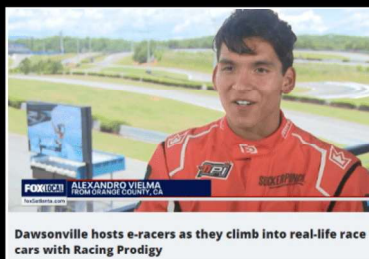 FOX LOCAL
ALEXANDRO VIELMA
FROM ORANGE COUNTY, CA
fox5atlanta.com
Dawsonville hosts e-racers as they climb into real-life race
cars with Racing Prodigy